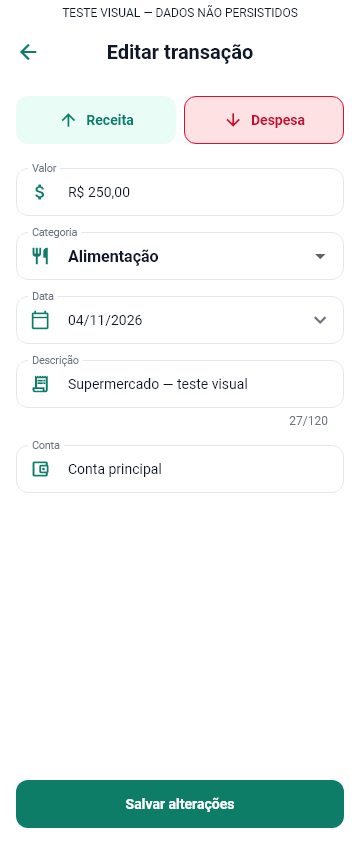 TESTE VISUAL — DADOS NÃO PERSISTIDOS
Editar transação
Receita
Despesa
Valor
R$ 250,00
Categoria
Alimentação
Data
04/11/2026
Descrição
Supermercado — teste visual
27/120
Conta
Conta principal
Salvar alterações